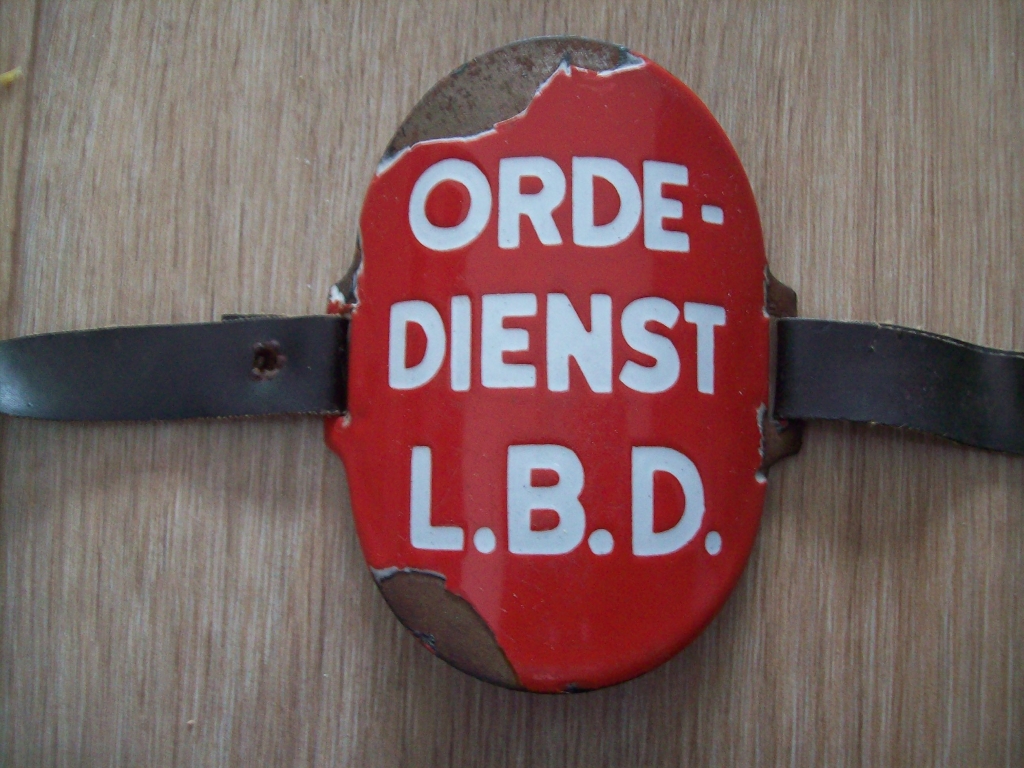 ORDE-
DIENST
L.B.D.